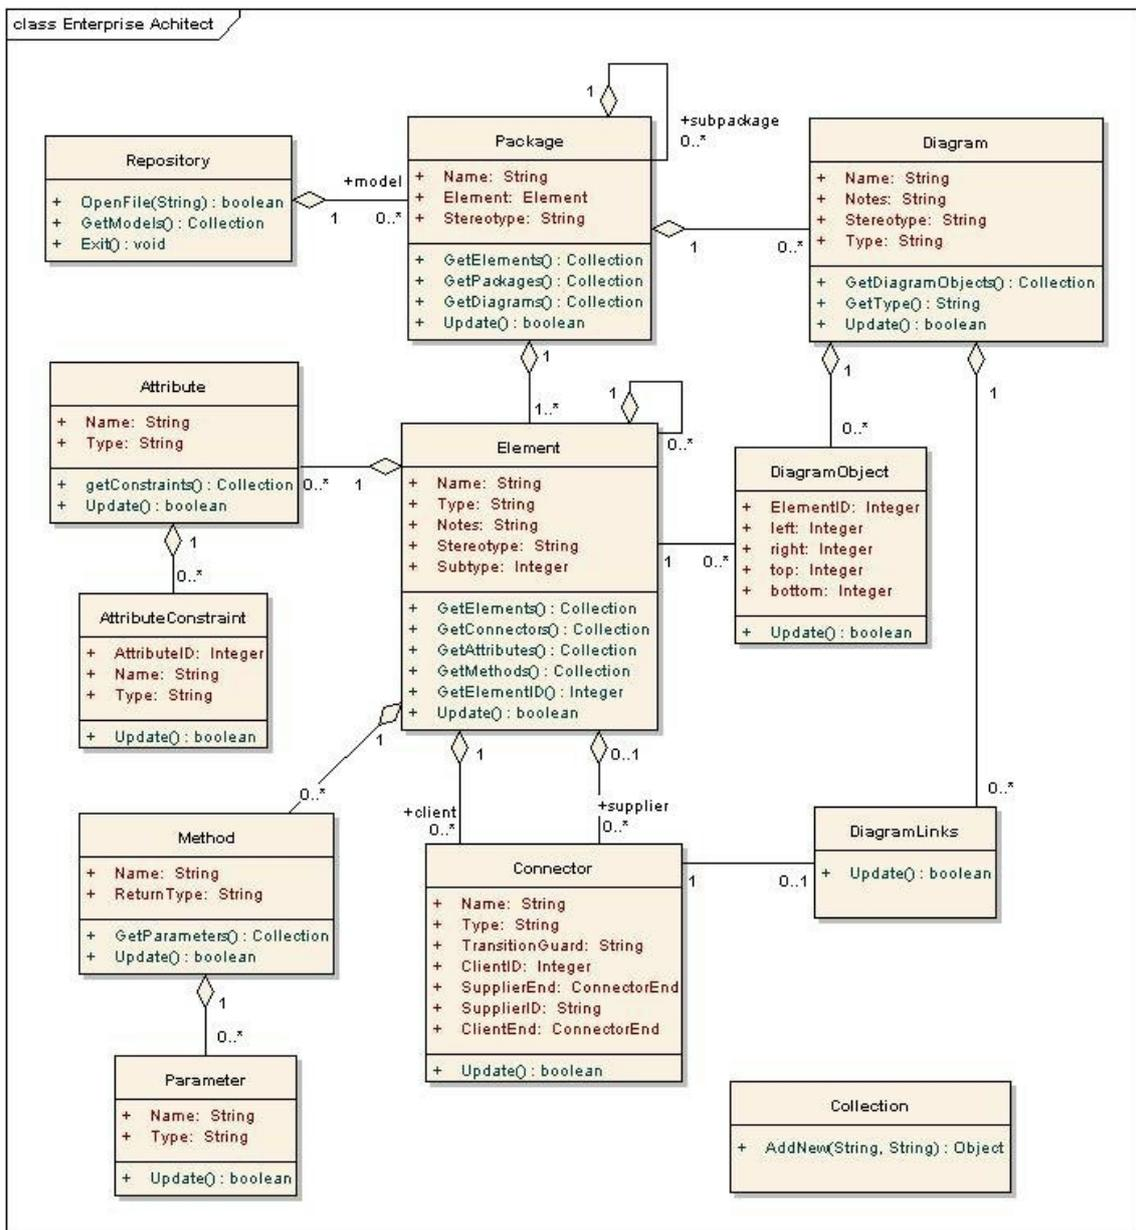 class Enterprise Achitect
1
+subpackage
0..*
Package
+ Name: String
+ Element: Element
+ Stereotype: String
+ GetElements() : Collection
+ GetPackages() : Collection
+ GetDiagrams() : Collection
+ Update() : boolean
Repository
+ OpenFile(String) : boolean
+ GetModels() : Collection
+ Exit() : void
+model
1
0..*
Diagram
+ Name: String
+ Notes: String
+ Stereotype: String
+ Type: String
+ GetDiagramObjects() : Collection
+ GetType() : String
+ Update() : boolean
1
0..*
1
1..*
1
0..*
1
0..*
1
0..*
Attribute
+ Name: String
+ Type: String
+ getConstraints() : Collection
+ Update() : boolean
0..*
1
Element
+ Name: String
+ Type: String
+ Notes: String
+ Stereotype: String
+ Subtype: Integer
+ GetElements() : Collection
+ GetConnectors() : Collection
+ GetAttributes() : Collection
+ GetMethods() : Collection
+ GetElementID() : Integer
+ Update() : boolean
DiagramObject
+ ElementID: Integer
+ left: Integer
+ right: Integer
+ top: Integer
+ bottom: Integer
+ Update() : boolean
1
0..*
1
0..*
AttributeConstraint
+ AttributeID: Integer
+ Name: String
+ Type: String
+ Update() : boolean
1
0..*
1
+client
0..*
0..1
+supplier
0..*
Method
+ Name: String
+ ReturnType: String
+ GetParameters() : Collection
+ Update() : boolean
DiagramLinks
+ Update() : boolean
Connector
+ Name: String
+ Type: String
+ TransitionGuard: String
+ ClientID: Integer
+ SupplierEnd: ConnectorEnd
+ SupplierID: String
+ ClientEnd: ConnectorEnd
+ Update() : boolean
1
0..1
1
0..*
Parameter
+ Name: String
+ Type: String
+ Update() : boolean
Collection
+ AddNew(String, String) : Object